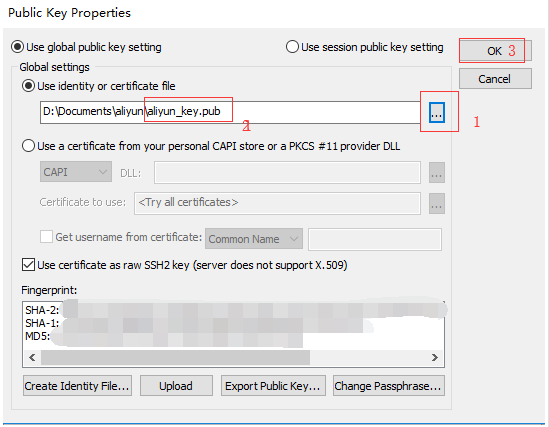 Public Key Properties
Use global public key setting
Use session public key setting
OK 3
Cancel
Global settings
Use identity or certificate file
D:\Documents\aliyun\aliyun_key.pub
2
...
1
Use a certificate from your personal CAPI store or a PKCS #11 provider DLL
CAPI
DLL:
...
Certificate to use:
<Try all certificates>
...
Get username from certificate:
Common Name
Use certificate as raw SSH2 key (server does not support X.509)
Fingerprint:
SHA-2:
SHA-1:
MD5:
Create Identity File...
Upload
Export Public Key...
Change Passphrase...